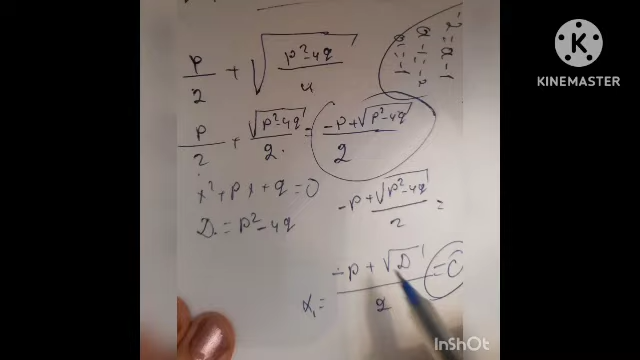 p/2 + √((p²-4q)/4)
p/2 + √(p²-4q)/2 = (-p+√(p²-4q))/2
x² + px + q = 0
D = p² - 4q
(-p+√(p²-4q))/2 =
x₁ = (-p+√D)/2 =
KINEMASTER
InShOt